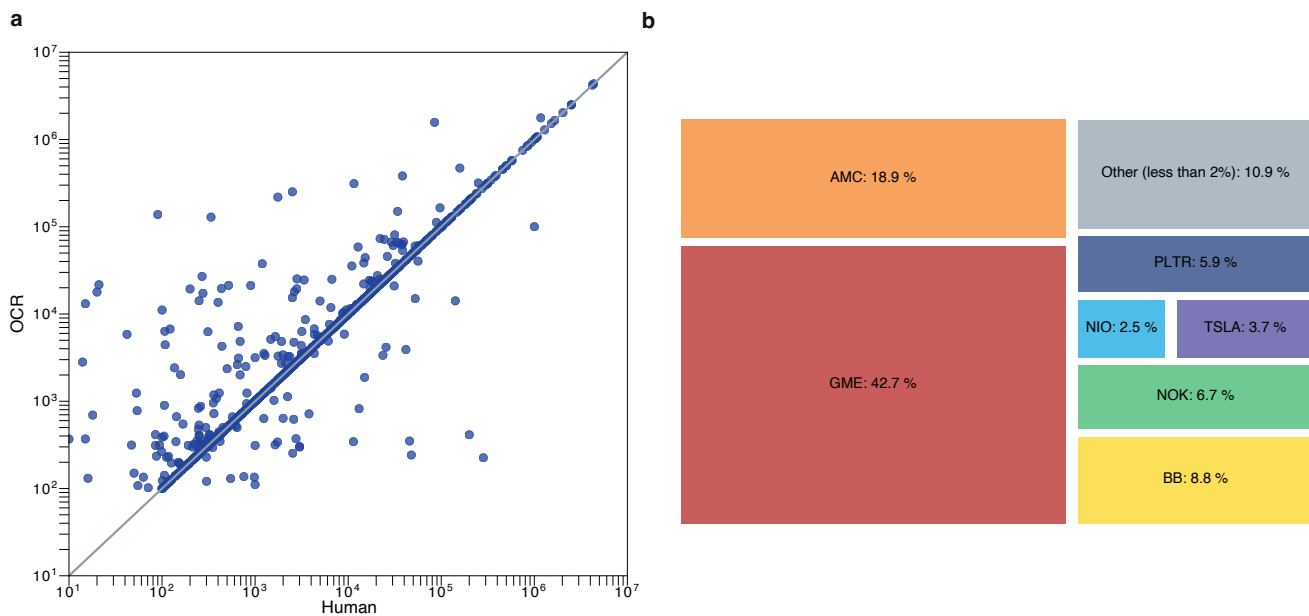 a
10⁷
10⁶
10⁵
10⁴
10³
10²
10¹
OCR
10¹ 10² 10³ 10⁴ 10⁵ 10⁶ 10⁷
Human
b
AMC: 18.9 %
GME: 42.7 %
Other (less than 2%): 10.9 %
PLTR: 5.9 %
NIO: 2.5 % TSLA: 3.7 %
NOK: 6.7 %
BB: 8.8 %